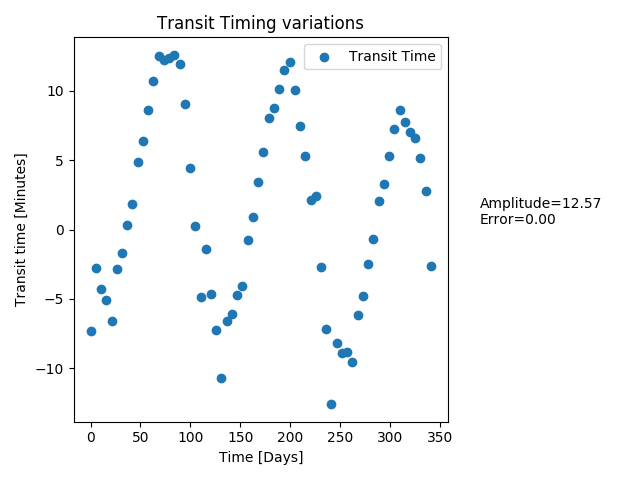 Transit Timing variations
Transit Time
10
5
0
−5
−10
Transit time [Minutes]
Amplitude=12.57
Error=0.00
0 50 100 150 200 250 300 350
Time [Days]